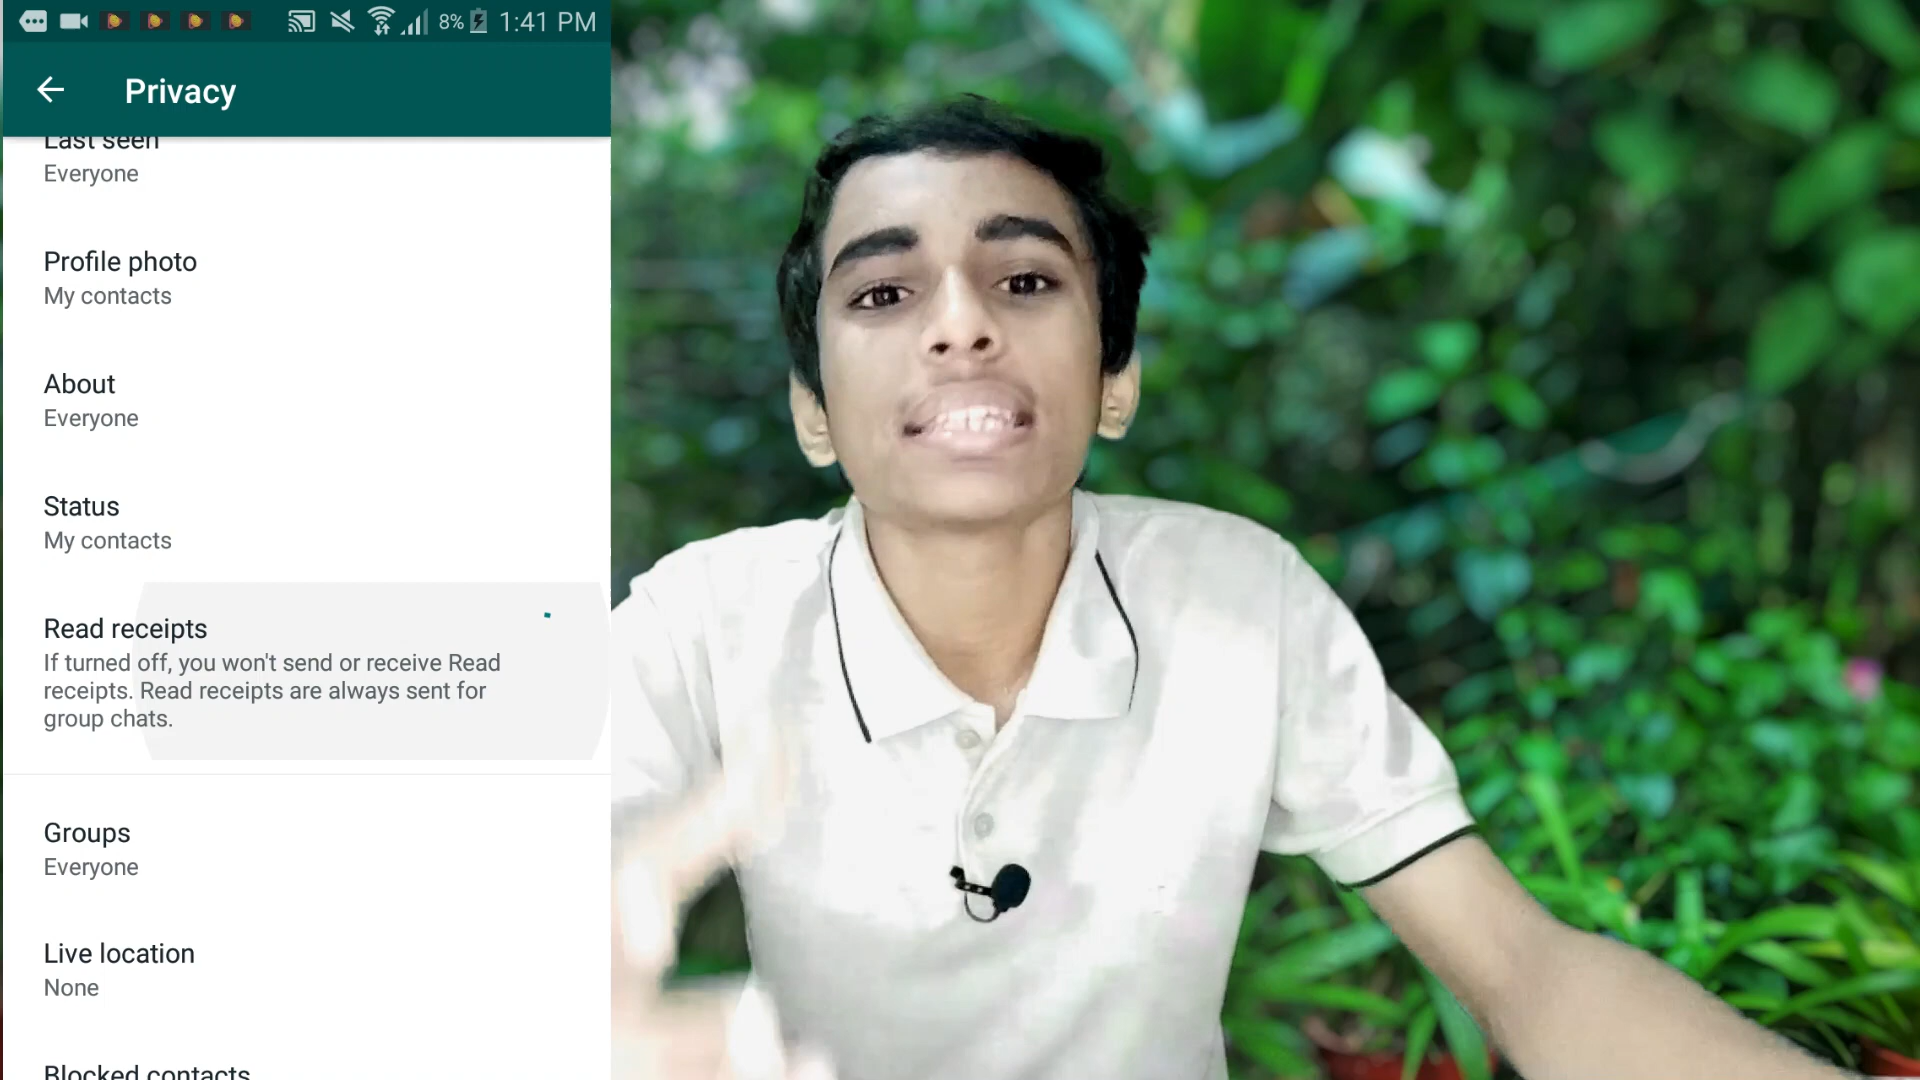 8% 1:41 PM
Privacy
Last seen
Everyone
Profile photo
My contacts
About
Everyone
Status
My contacts
Read receipts
If turned off, you won't send or receive Read
receipts. Read receipts are always sent for
group chats.
Groups
Everyone
Live location
None
Blocked contacts